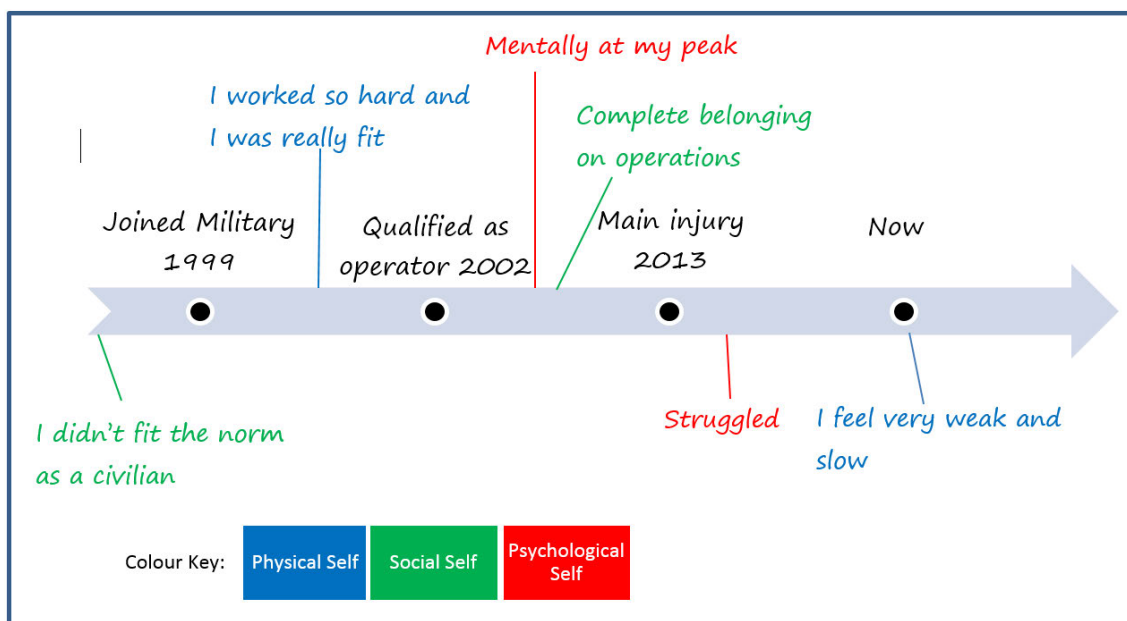 Mentally at my peak
I worked so hard and
I was really fit
Complete belonging
on operations
Joined Military
1999
Qualified as
operator 2002
Main injury
2013
Now
I didn't fit the norm
as a civilian
Struggled
I feel very weak and
slow
Colour Key:
Physical Self
Social Self
Psychological
Self